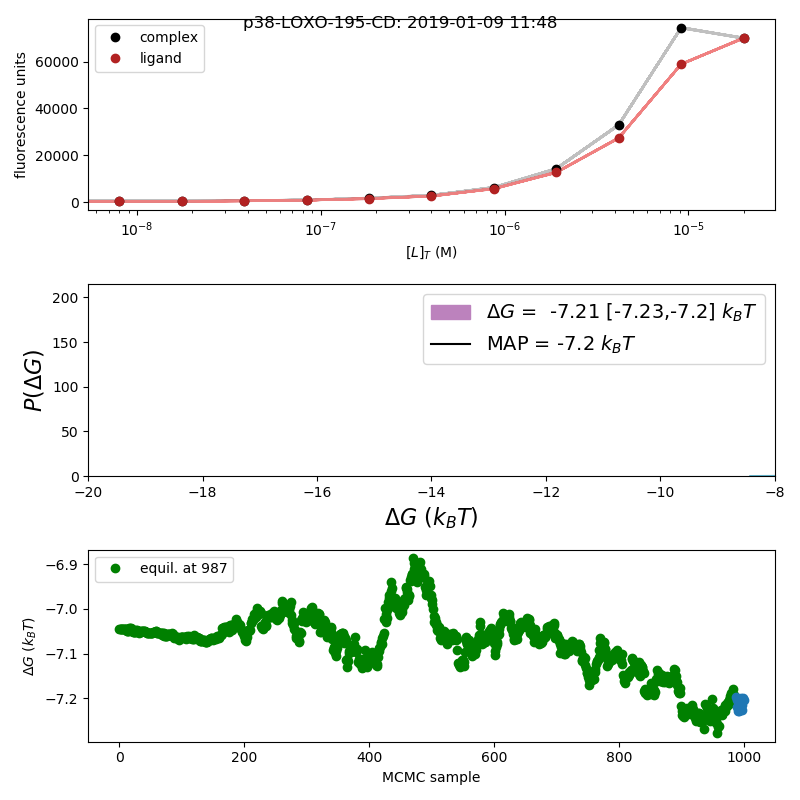 p38-LOXO-195-CD: 2019-01-09 11:48
complex
ligand
fluorescence units
60000
40000
20000
0
10⁻⁸ 10⁻⁷ 10⁻⁶ 10⁻⁵
[L]_T (M)
200
150
100
50
0
P(ΔG)
ΔG = -7.21 [-7.23,-7.2] k_BT
MAP = -7.2 k_BT
−20 −18 −16 −14 −12 −10 −8
ΔG (k_BT)
equil. at 987
−6.9
−7.0
−7.1
−7.2
ΔG (k_BT)
0 200 400 600 800 1000
MCMC sample